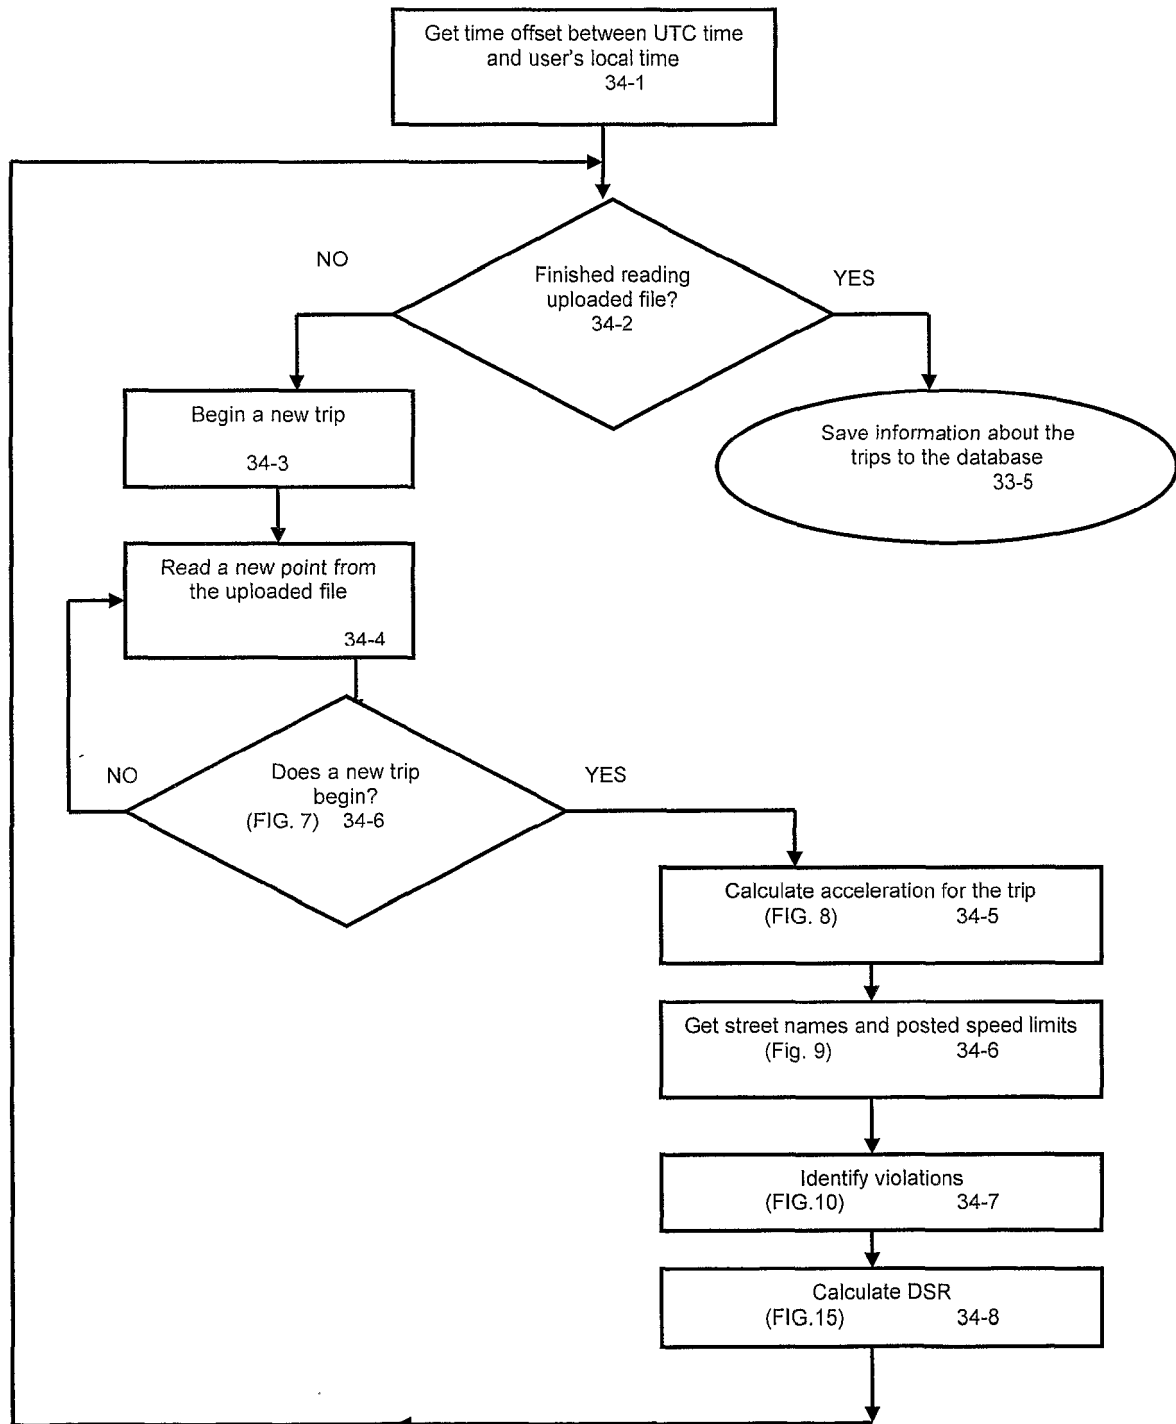 Get time offset between UTC time
and user's local time
34-1
NO
Finished reading
uploaded file?
34-2
YES
Begin a new trip
34-3
Save information about the
trips to the database
33-5
Read a new point from
the uploaded file
34-4
NO
Does a new trip
begin?
(FIG. 7) 34-6
YES
Calculate acceleration for the trip
(FIG. 8) 34-5
Get street names and posted speed limits
(Fig. 9) 34-6
Identify violations
(FIG.10) 34-7
Calculate DSR
(FIG.15) 34-8